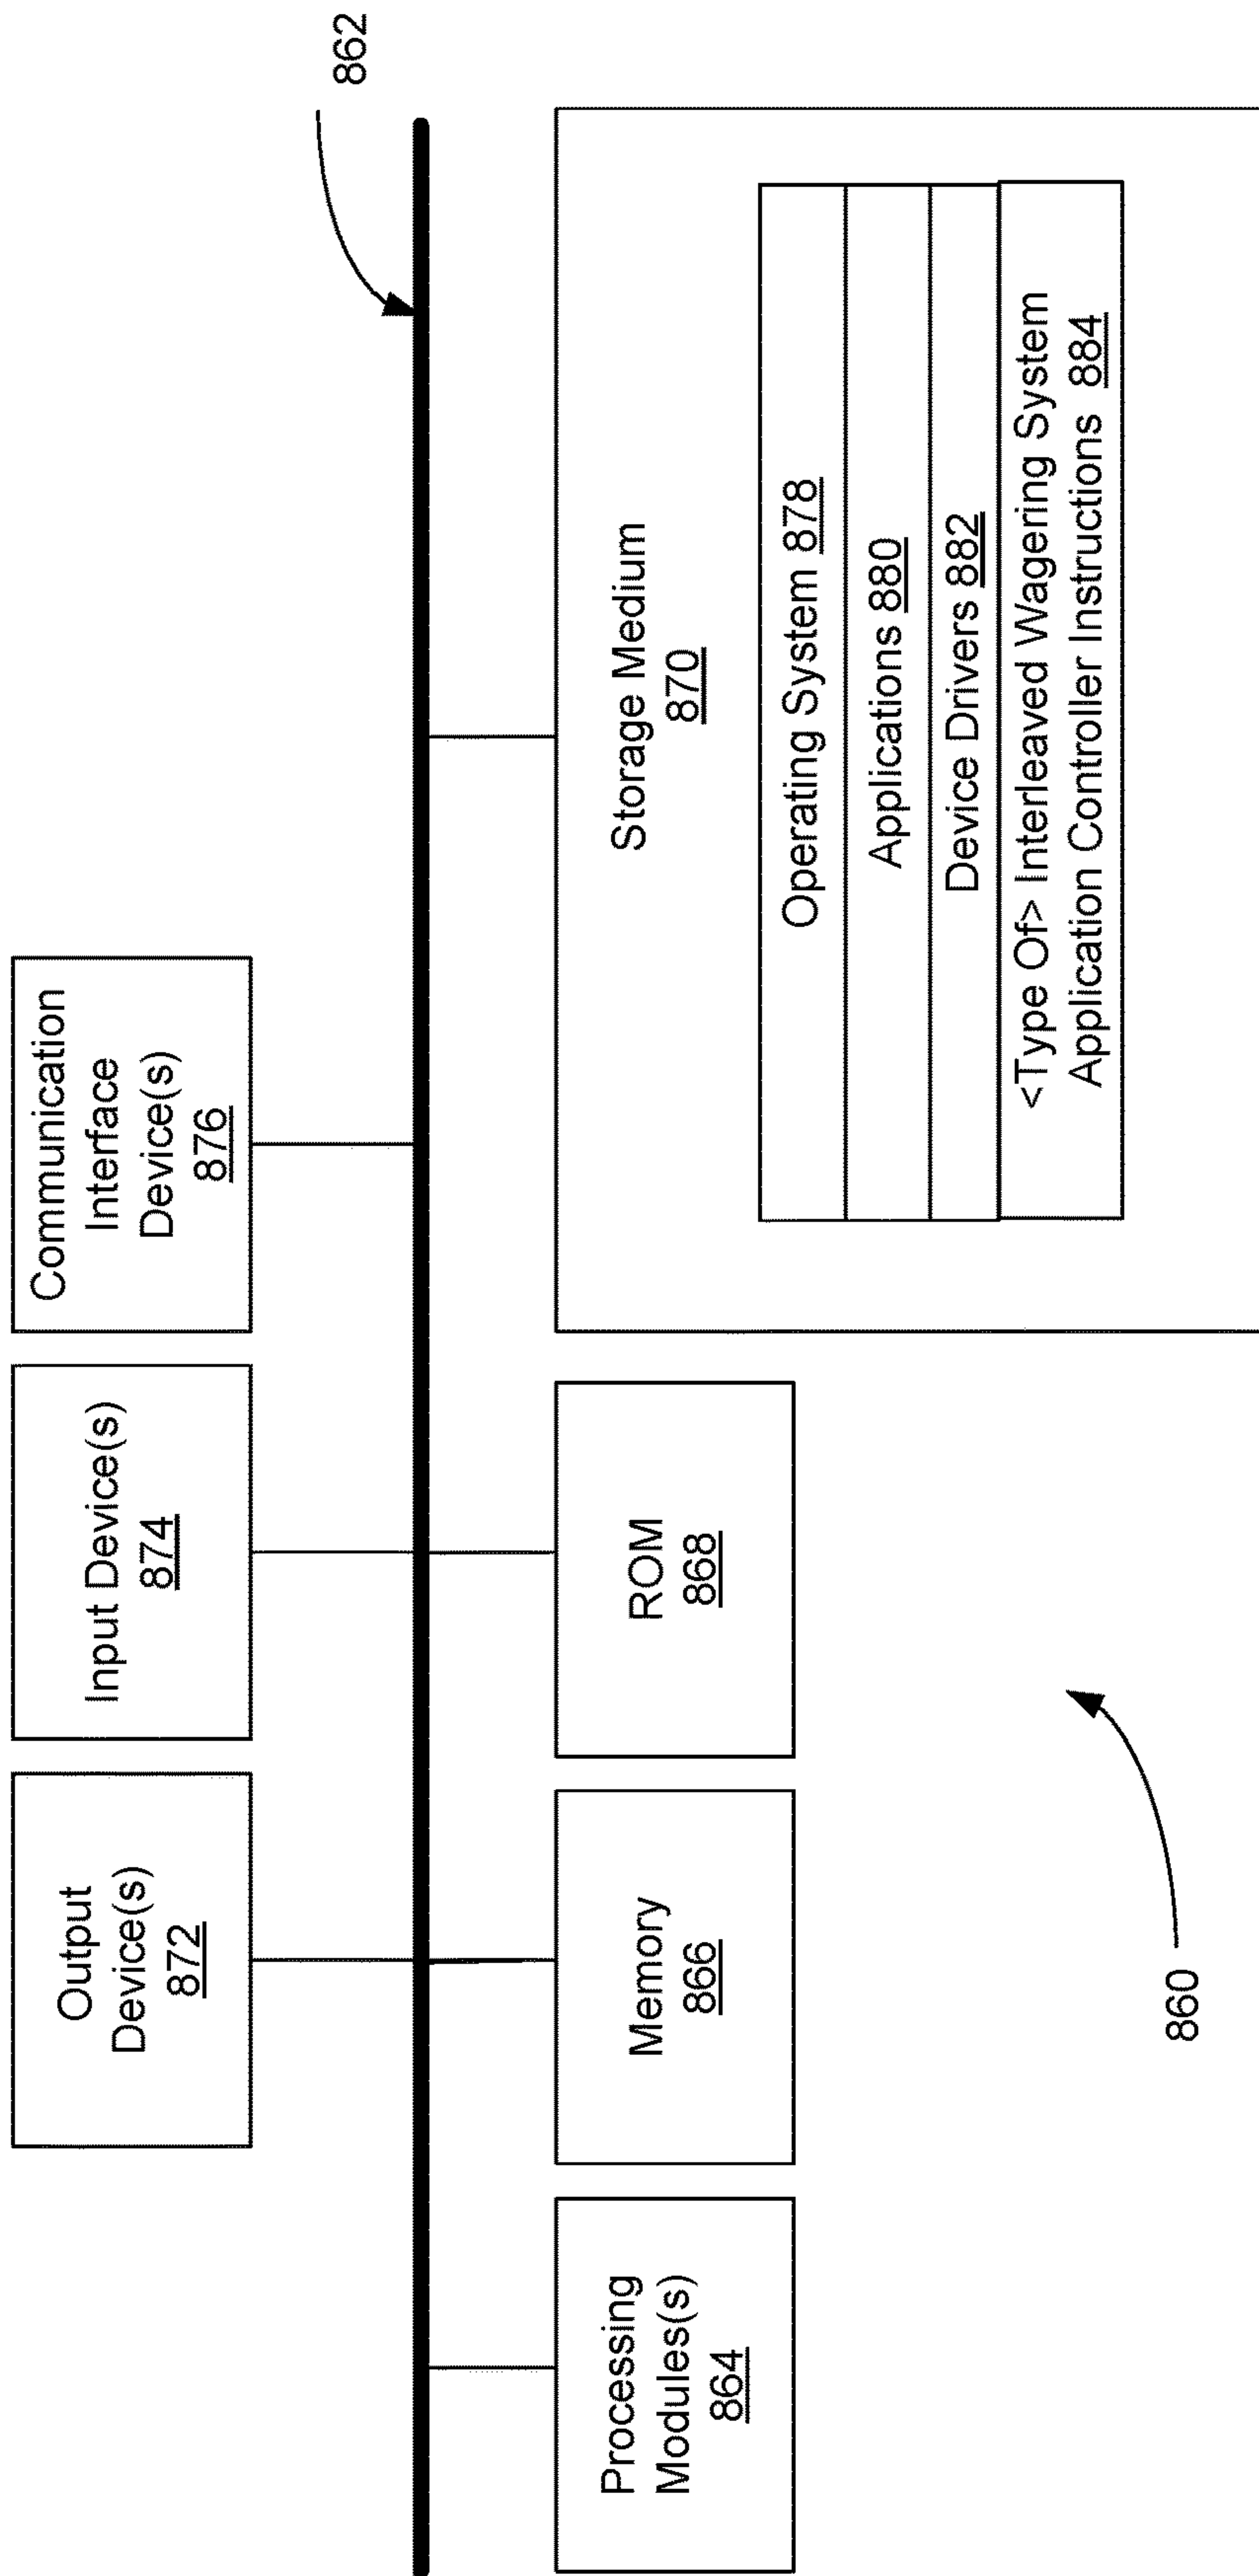 Output
Device(s)
872
Input Device(s)
874
Communication
Interface
Device(s)
876
862
Processing
Modules(s)
864
Memory
866
ROM
868
Storage Medium
870
Operating System 878
Applications 880
Device Drivers 882
<Type Of> Interleaved Wagering System
Application Controller Instructions 884
860